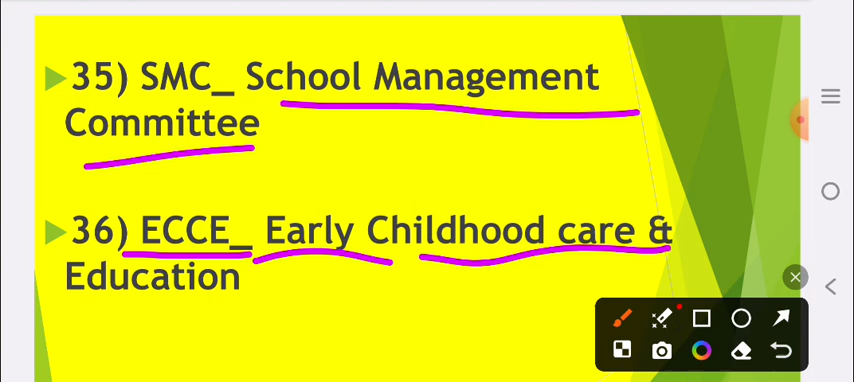 35) SMC_ School Management
Committee
36) ECCE_ Early Childhood care &
Education